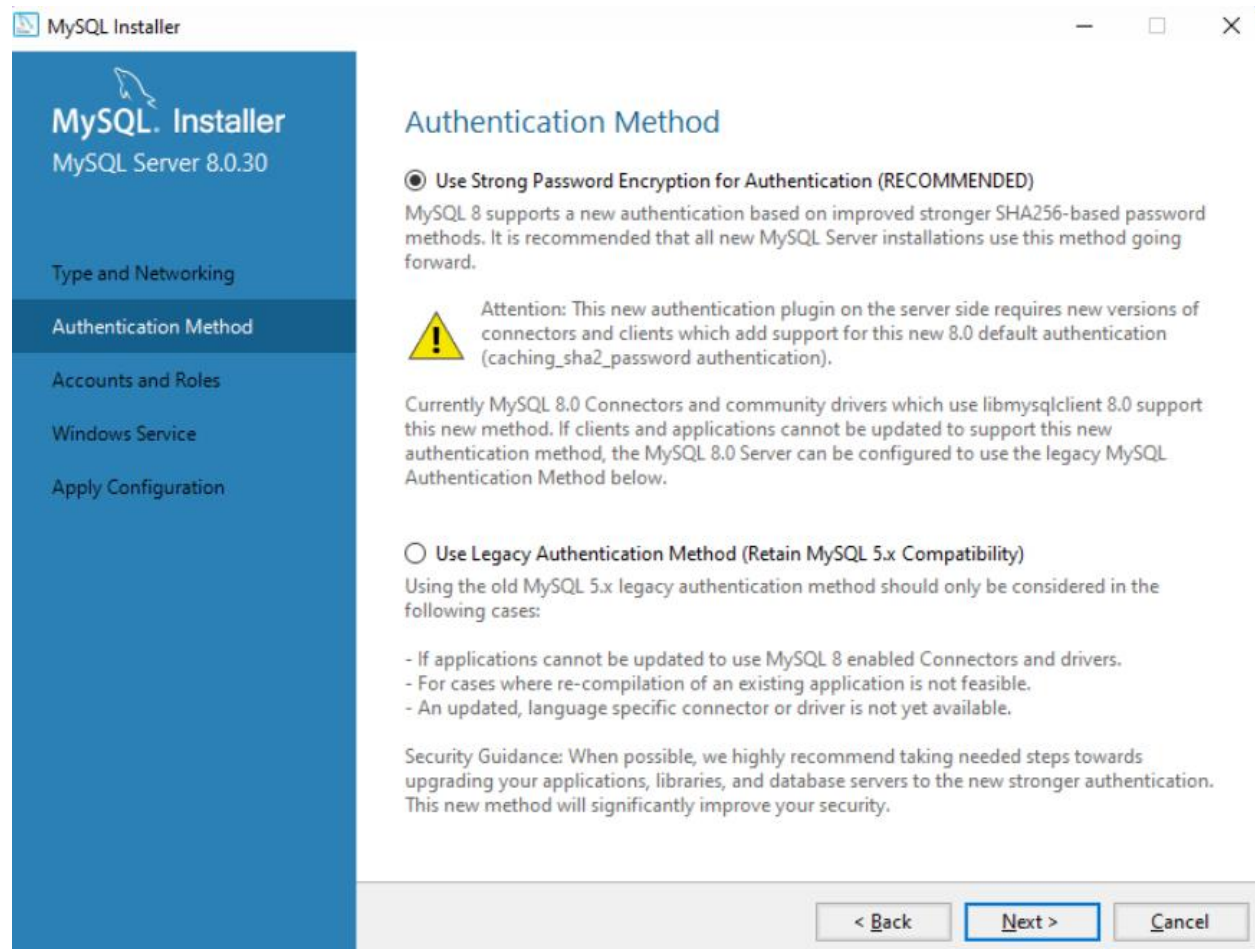 MySQL Installer
MySQL. Installer
MySQL Server 8.0.30
Type and Networking
Authentication Method
Accounts and Roles
Windows Service
Apply Configuration
Authentication Method
Use Strong Password Encryption for Authentication (RECOMMENDED)
MySQL 8 supports a new authentication based on improved stronger SHA256-based password
methods. It is recommended that all new MySQL Server installations use this method going
forward.
Attention: This new authentication plugin on the server side requires new versions of
connectors and clients which add support for this new 8.0 default authentication
(caching_sha2_password authentication).
Currently MySQL 8.0 Connectors and community drivers which use libmysqlclient 8.0 support
this new method. If clients and applications cannot be updated to support this new
authentication method, the MySQL 8.0 Server can be configured to use the legacy MySQL
Authentication Method below.
Use Legacy Authentication Method (Retain MySQL 5.x Compatibility)
Using the old MySQL 5.x legacy authentication method should only be considered in the
following cases:
- If applications cannot be updated to use MySQL 8 enabled Connectors and drivers.
- For cases where re-compilation of an existing application is not feasible.
- An updated, language specific connector or driver is not yet available.
Security Guidance: When possible, we highly recommend taking needed steps towards
upgrading your applications, libraries, and database servers to the new stronger authentication.
This new method will significantly improve your security.
< Back
Next >
Cancel